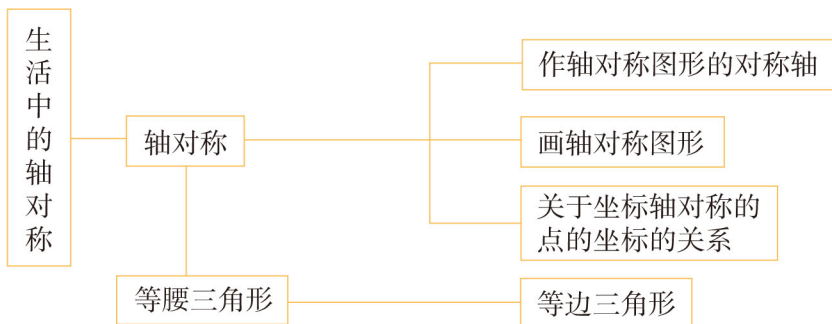 生活中的轴对称
轴对称
作轴对称图形的对称轴
画轴对称图形
关于坐标轴对称的
点的坐标的关系
等腰三角形
等边三角形